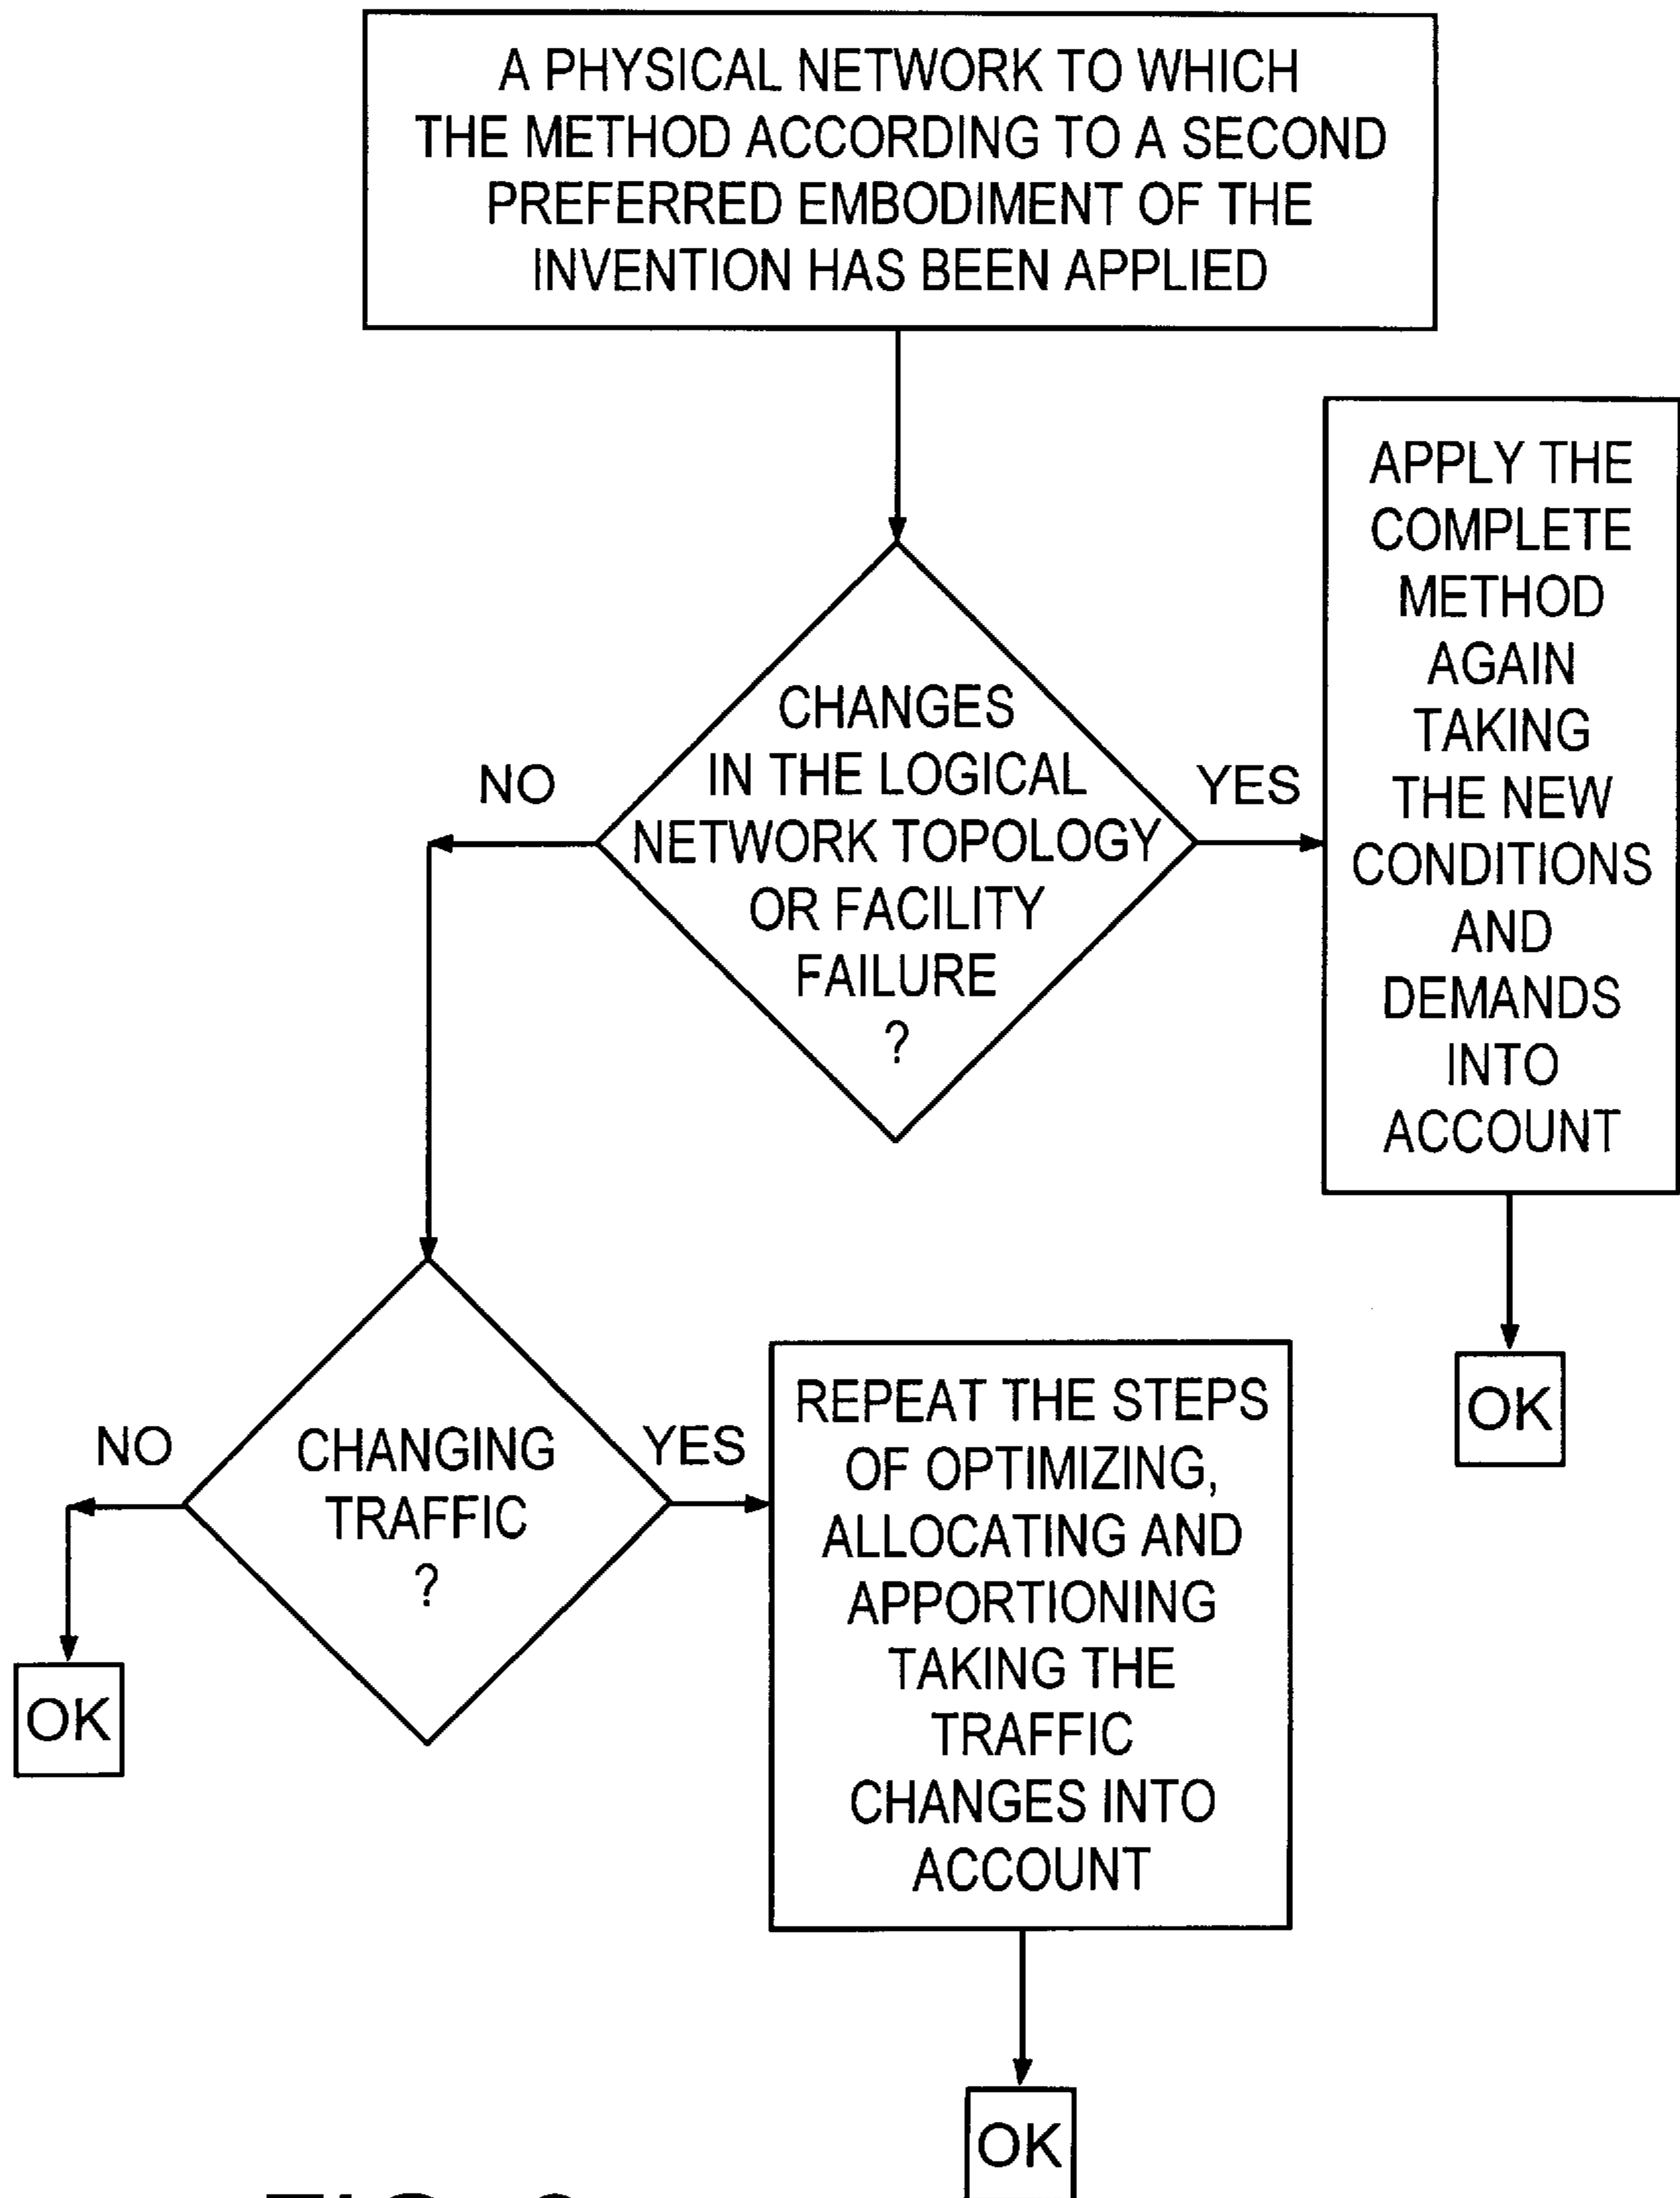 A PHYSICAL NETWORK TO WHICH
THE METHOD ACCORDING TO A SECOND
PREFERRED EMBODIMENT OF THE
INVENTION HAS BEEN APPLIED
CHANGES
IN THE LOGICAL
NETWORK TOPOLOGY
OR FACILITY
FAILURE
?
NO
YES
APPLY THE
COMPLETE
METHOD
AGAIN
TAKING
THE NEW
CONDITIONS
AND
DEMANDS
INTO
ACCOUNT
OK
CHANGING
TRAFFIC
?
NO
YES
OK
REPEAT THE STEPS
OF OPTIMIZING,
ALLOCATING AND
APPORTIONING
TAKING THE
TRAFFIC
CHANGES INTO
ACCOUNT
OK